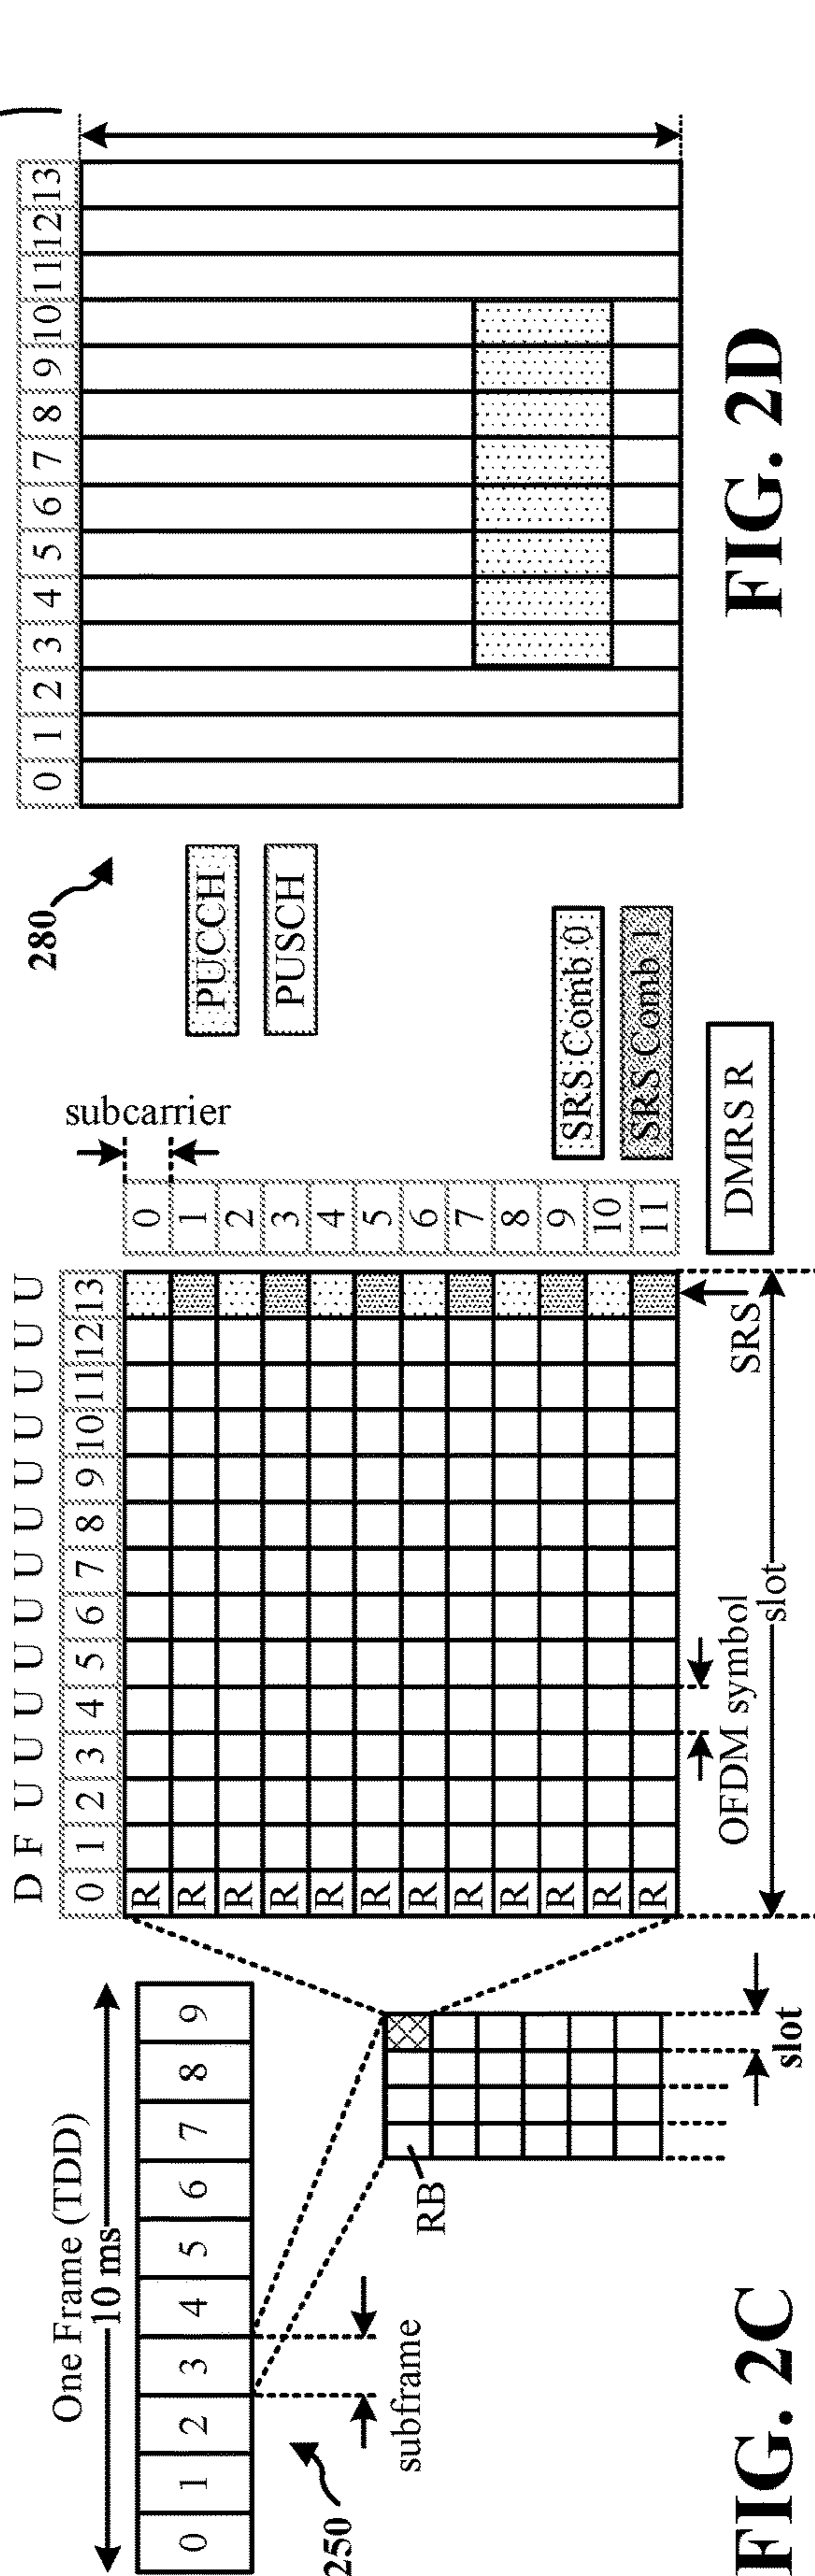 One Frame (TDD)
10 ms
0 1 2 3 4 5 6 7 8 9
250
subframe
RB
slot
FIG. 2C
D F U U U U U U U U U U U U
0 1 2 3 4 5 6 7 8 9 10 11 12 13
R
R
R
R
R
R
R
R
R
R
R
R
subcarrier
0
1
2
3
4
5
6
7
8
9
10
11
OFDM symbol
SRS
slot
280
PUCCH
PUSCH
SRS Comb 0
SRS Comb 1
DMRS R
0 1 2 3 4 5 6 7 8 9 10 11 12 13
FIG. 2D